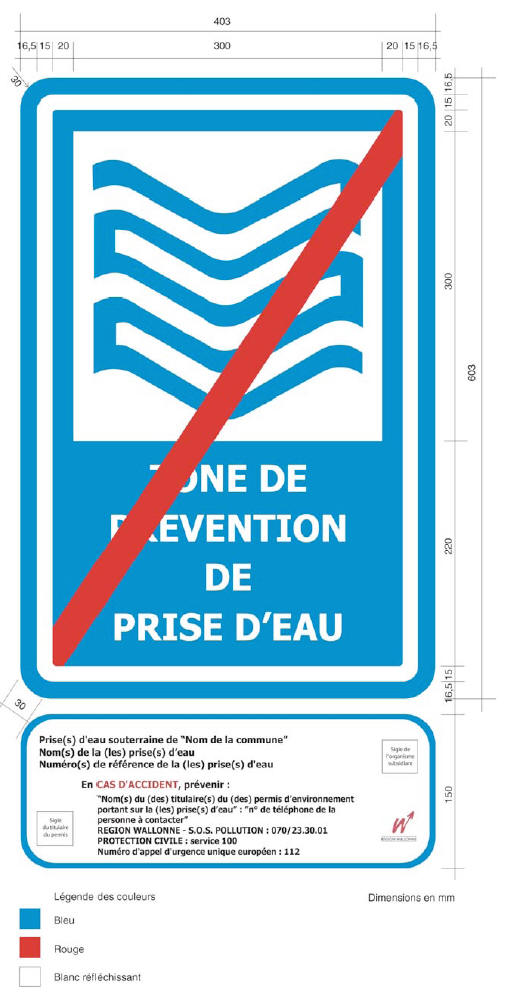 403
16,5 15 20 300 20 15 16,5
30
16,5
15
20
300
603
ZONE DE
PREVENTION
DE
PRISE D'EAU
220
15
16,5
30
Prise(s) d'eau souterraine de "Nom de la commune"
Nom(s) de la (les) prise(s) d'eau
Numéro(s) de référence de la (les) prise(s) d'eau
Sigle de
l'organisme
subsidiant
En CAS D'ACCIDENT, prévenir :
"Nom(s) du (des) titulaire(s) du (des) permis d'environnement
portant sur la (les) prise(s) d'eau" : "n° de téléphone de la
personne à contacter"
REGION WALLONNE - S.O.S. POLLUTION : 070/23.30.01
PROTECTION CIVILE : service 100
Numéro d'appel d'urgence unique européen : 112
Sigle
du titulaire
du permis
W
REGION WALLONNE
150
Légende des couleurs
Dimensions en mm
Bleu
Rouge
Blanc réfléchissant